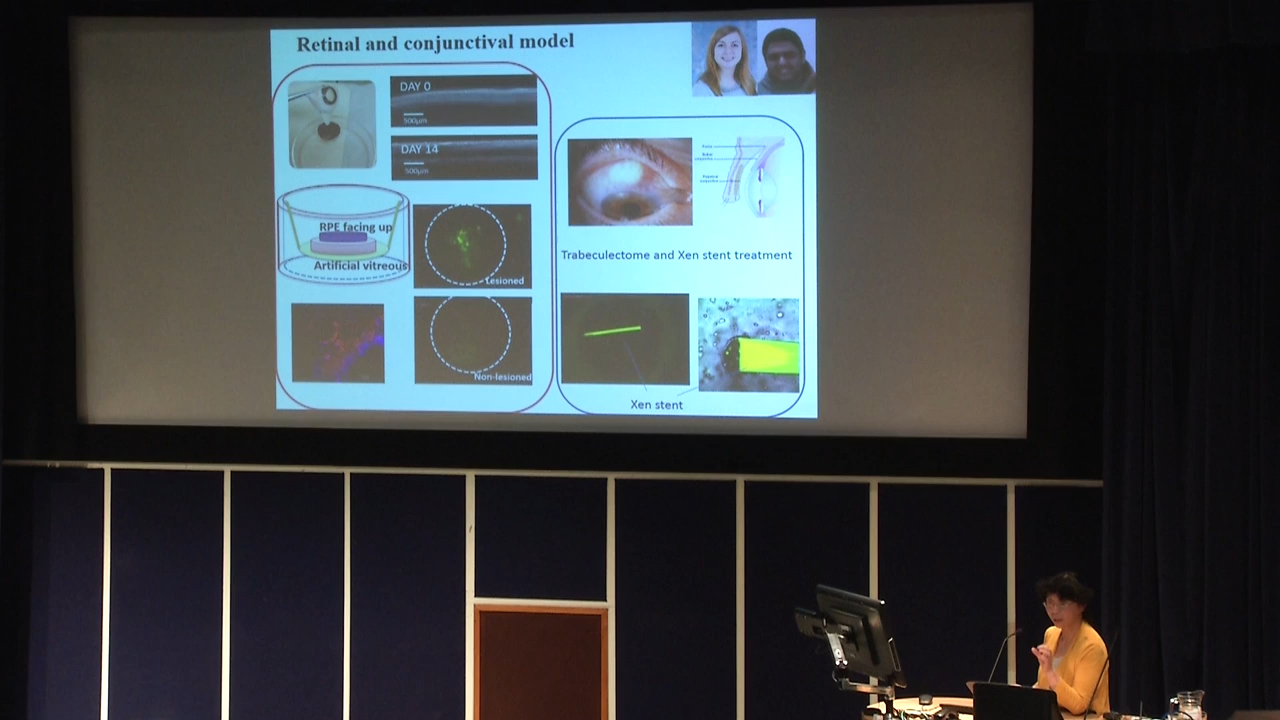 Retinal and conjunctival model
DAY 0
500μm
DAY 14
500μm
RPE facing up
Artificial vitreous
Lesioned
Non-lesioned
Trabeculectome and Xen stent treatment
Xen stent